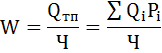 W = Qтп / Ч = ∑ QiPi / Ч